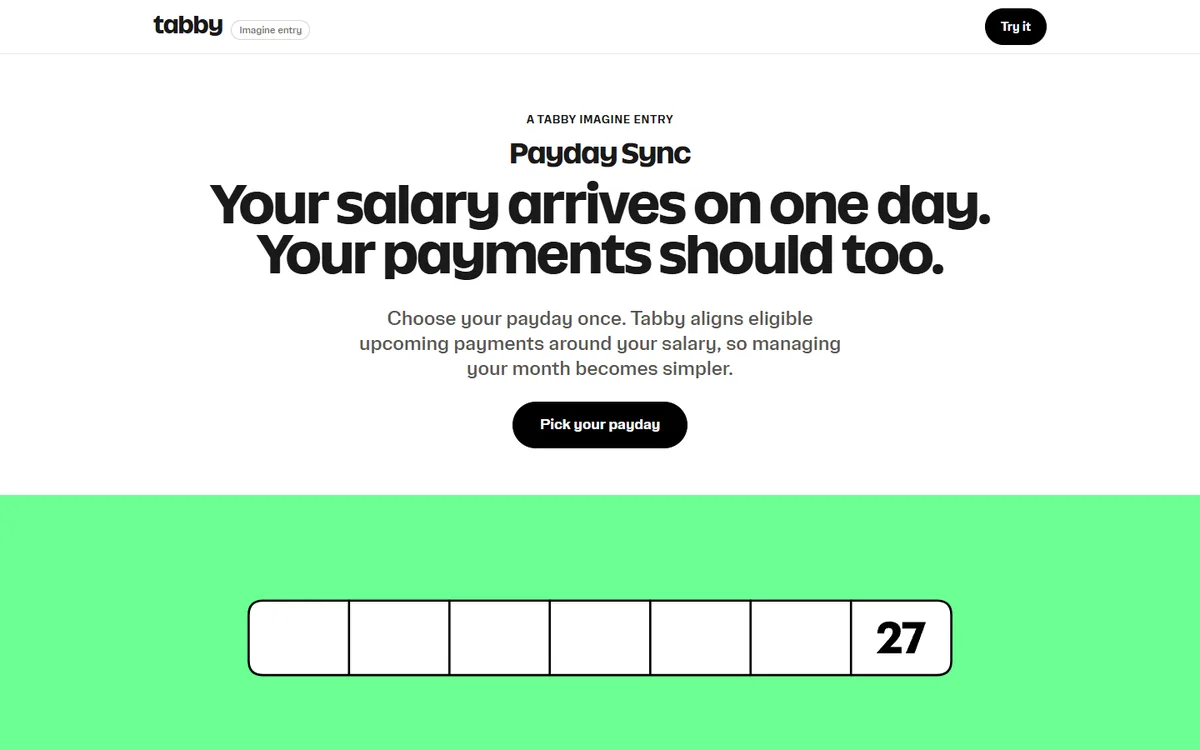 tabby
Imagine entry
Try it
A TABBY IMAGINE ENTRY
Payday Sync
Your salary arrives on one day.
Your payments should too.
Choose your payday once. Tabby aligns eligible
upcoming payments around your salary, so managing
your month becomes simpler.
Pick your payday
27